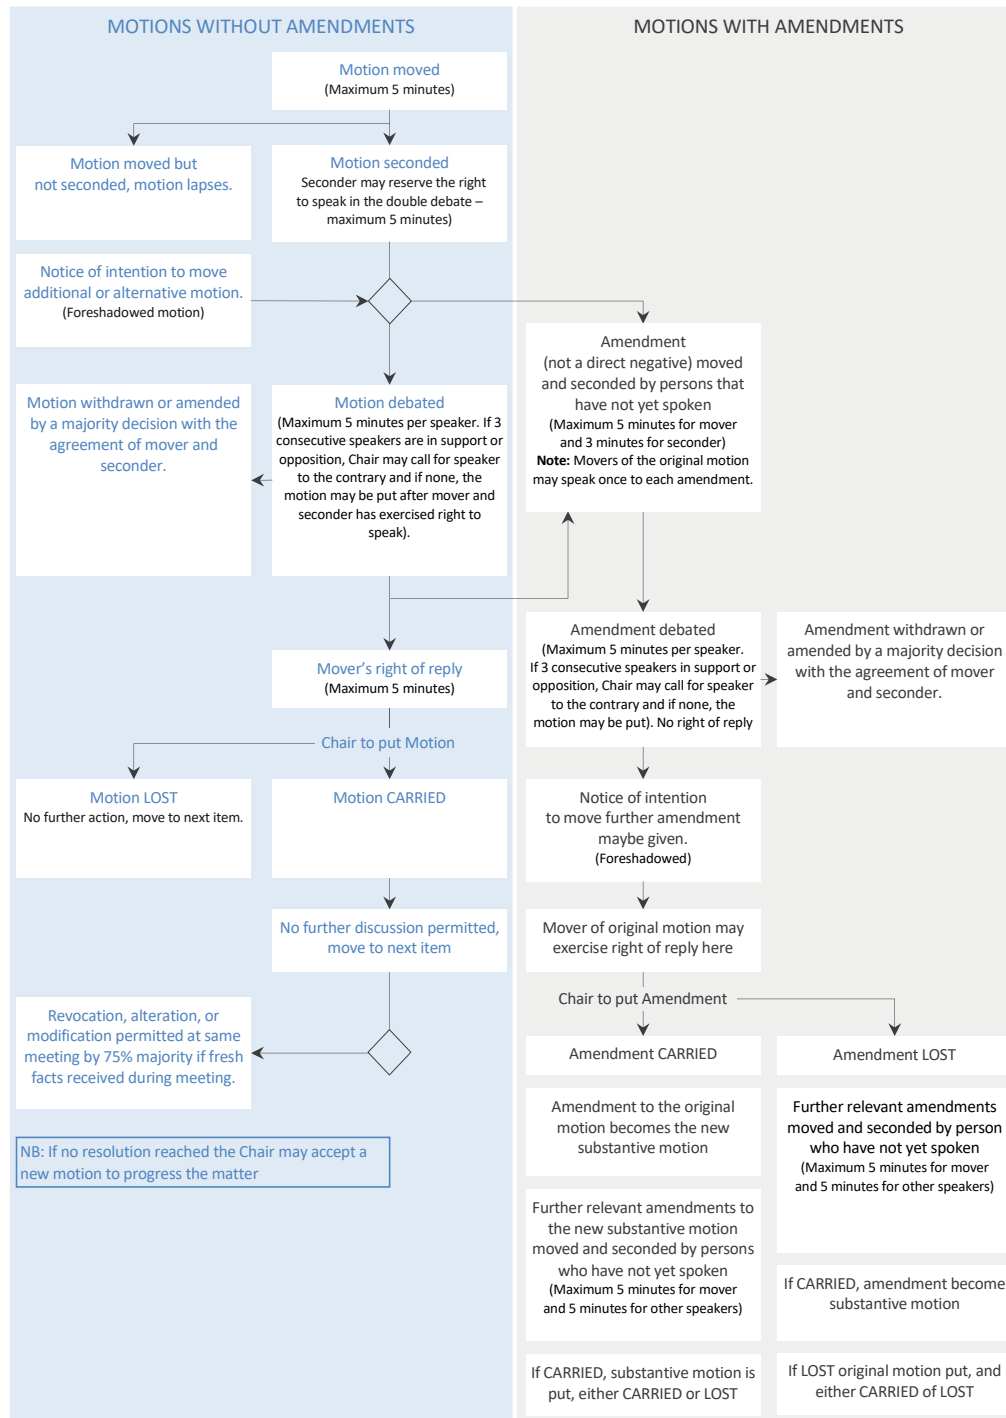 MOTIONS WITHOUT AMENDMENTS
Motion moved
(Maximum 5 minutes)
Motion moved but
not seconded, motion lapses.
Motion seconded
Seconder may reserve the right
to speak in the double debate –
maximum 5 minutes)
Notice of intention to move
additional or alternative motion.
(Foreshadowed motion)
Motion withdrawn or amended
by a majority decision with the
agreement of mover and
seconder.
Motion debated
(Maximum 5 minutes per speaker. If 3
consecutive speakers are in support or
opposition, Chair may call for speaker
to the contrary and if none, the
motion may be put after mover and
seconder has exercised right to
speak).
Mover’s right of reply
(Maximum 5 minutes)
Chair to put Motion
Motion LOST
No further action, move to next item.
Motion CARRIED
No further discussion permitted,
move to next item
Revocation, alteration, or
modification permitted at same
meeting by 75% majority if fresh
facts received during meeting.
NB: If no resolution reached the Chair may accept a
new motion to progress the matter
MOTIONS WITH AMENDMENTS
Amendment
(not a direct negative) moved
and seconded by persons that
have not yet spoken
(Maximum 5 minutes for mover
and 3 minutes for seconder)
Note: Movers of the original motion
may speak once to each amendment.
Amendment debated
(Maximum 5 minutes per speaker.
If 3 consecutive speakers in support or
opposition, Chair may call for speaker
to the contrary and if none, the
motion may be put). No right of reply
Amendment withdrawn or
amended by a majority decision
with the agreement of mover
and seconder.
Notice of intention
to move further amendment
maybe given.
(Foreshadowed)
Mover of original motion may
exercise right of reply here
Chair to put Amendment
Amendment CARRIED
Amendment to the original
motion becomes the new
substantive motion
Further relevant amendments to
the new substantive motion
moved and seconded by persons
who have not yet spoken
(Maximum 5 minutes for mover
and 5 minutes for other speakers)
If CARRIED, substantive motion is
put, either CARRIED or LOST
Amendment LOST
Further relevant amendments
moved and seconded by person
who have not yet spoken
(Maximum 5 minutes for mover
and 5 minutes for other speakers)
If CARRIED, amendment become
substantive motion
If LOST original motion put, and
either CARRIED of LOST